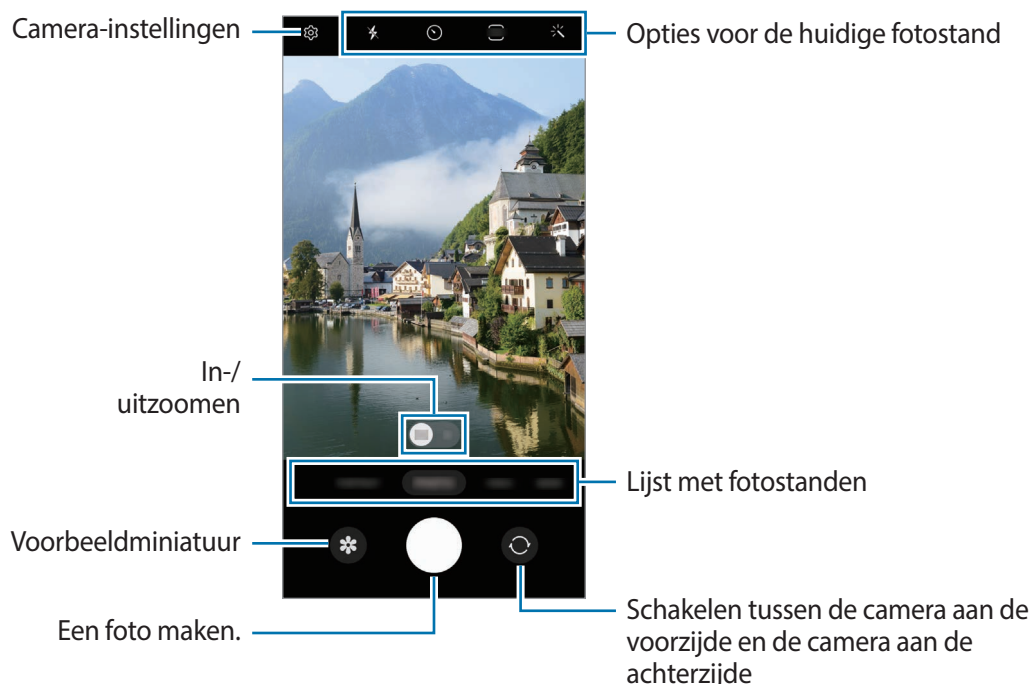 Camera-instellingen
Opties voor de huidige fotostand
In-/
uitzoomen
Lijst met fotostanden
Voorbeeldminiatuur
Een foto maken.
Schakelen tussen de camera aan de
voorzijde en de camera aan de
achterzijde